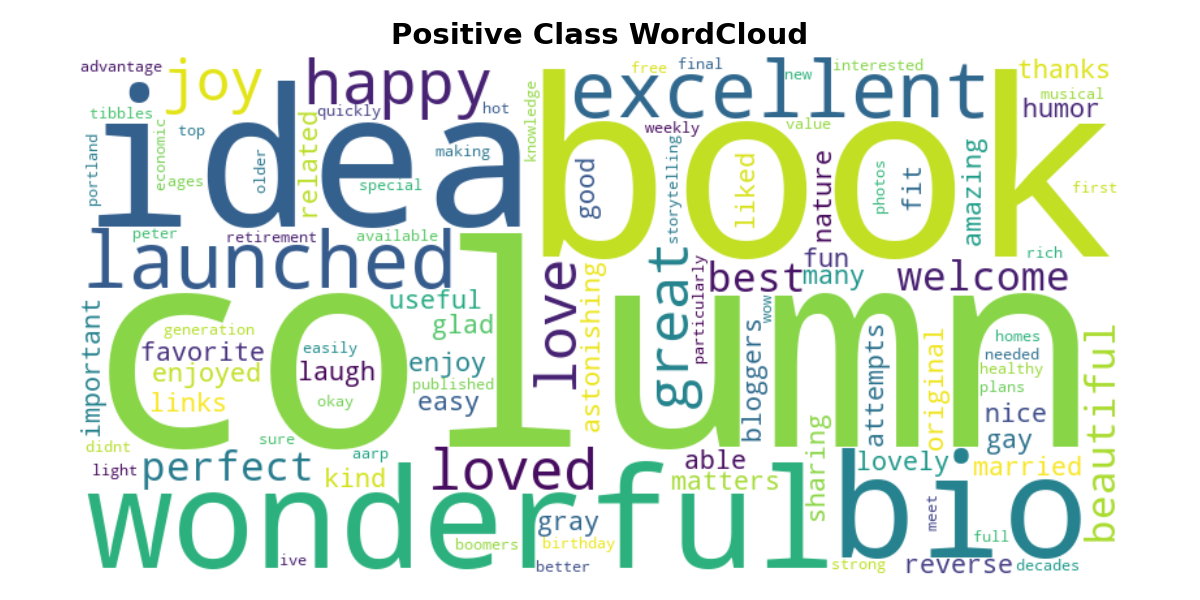 Positive Class WordCloud
advantage
joy
happy
excellent
free
final
new
interested
thanks
musical
humor
tibbles
quickly
hot
knowledge
weekly
value
idea
book
portland
economic
top
older
ages
related
special
making
good
storytelling
liked
nature
photos
fit
amazing
first
peter
retirement
available
launched
column
love
astonishing
great
particularly
best
fun
many
welcome
rich
wow
important
useful
glad
generation
favorite
enjoyed
links
easily
laugh
okay
enjoy
published
easy
bloggers
attempts
original
homes
needed
healthy
plans
nice
gay
beautiful
didnt
sure
light
perfect
aarp
kind
loved
able
matters
sharing
lovely
married
wonderful
bio
gray
boomers
birthday
ive
better
meet
full
strong
reverse
decades